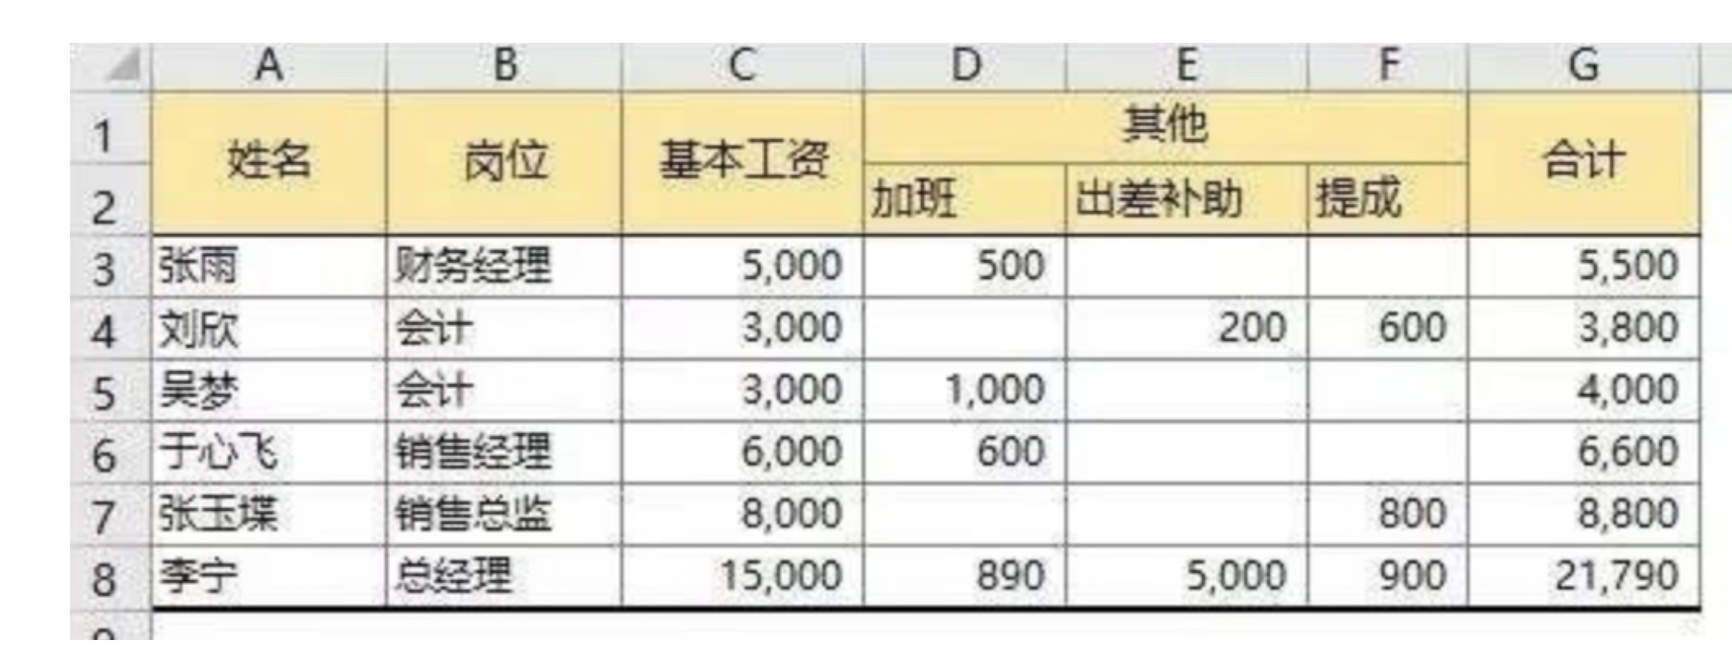 A B C D E F G
1 姓名 岗位 基本工资 其他 合计
2 加班 出差补助 提成
3 张雨 财务经理 5,000 500 5,500
4 刘欣 会计 3,000 200 600 3,800
5 吴梦 会计 3,000 1,000 4,000
6 于心飞 销售经理 6,000 600 6,600
7 张玉堞 销售总监 8,000 800 8,800
8 李宁 总经理 15,000 890 5,000 900 21,790